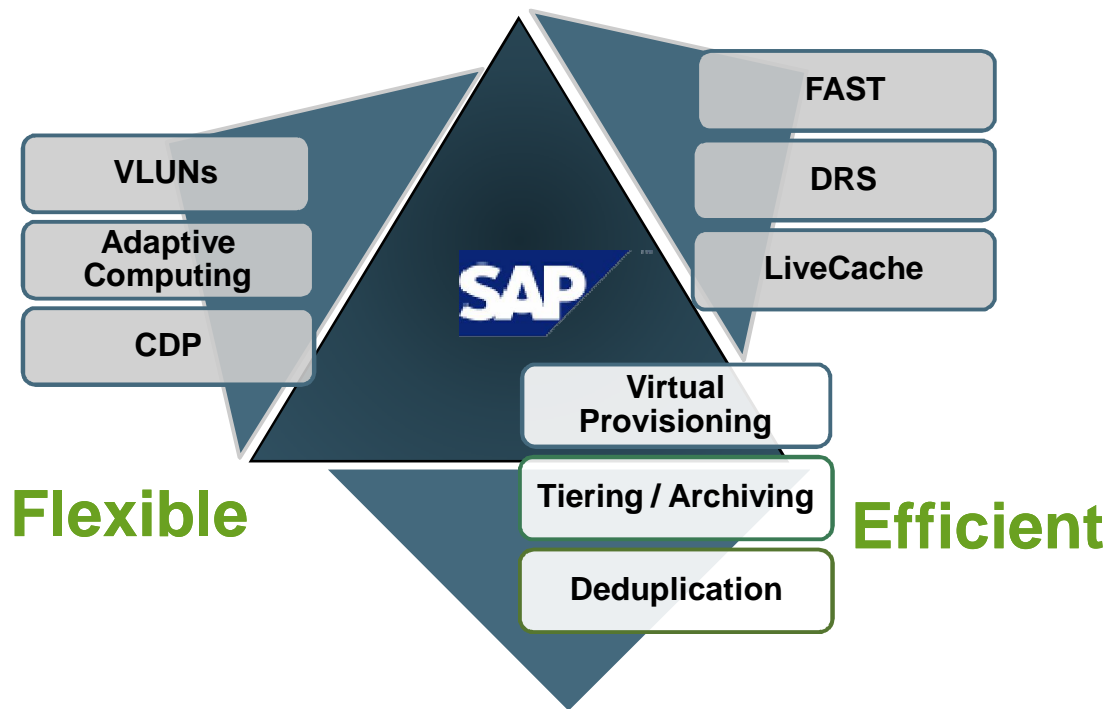 FAST
VLUNs
DRS
Adaptive
Computing
LiveCache
SAP
CDP
Virtual
Provisioning
Tiering / Archiving
Flexible
Efficient
Deduplication